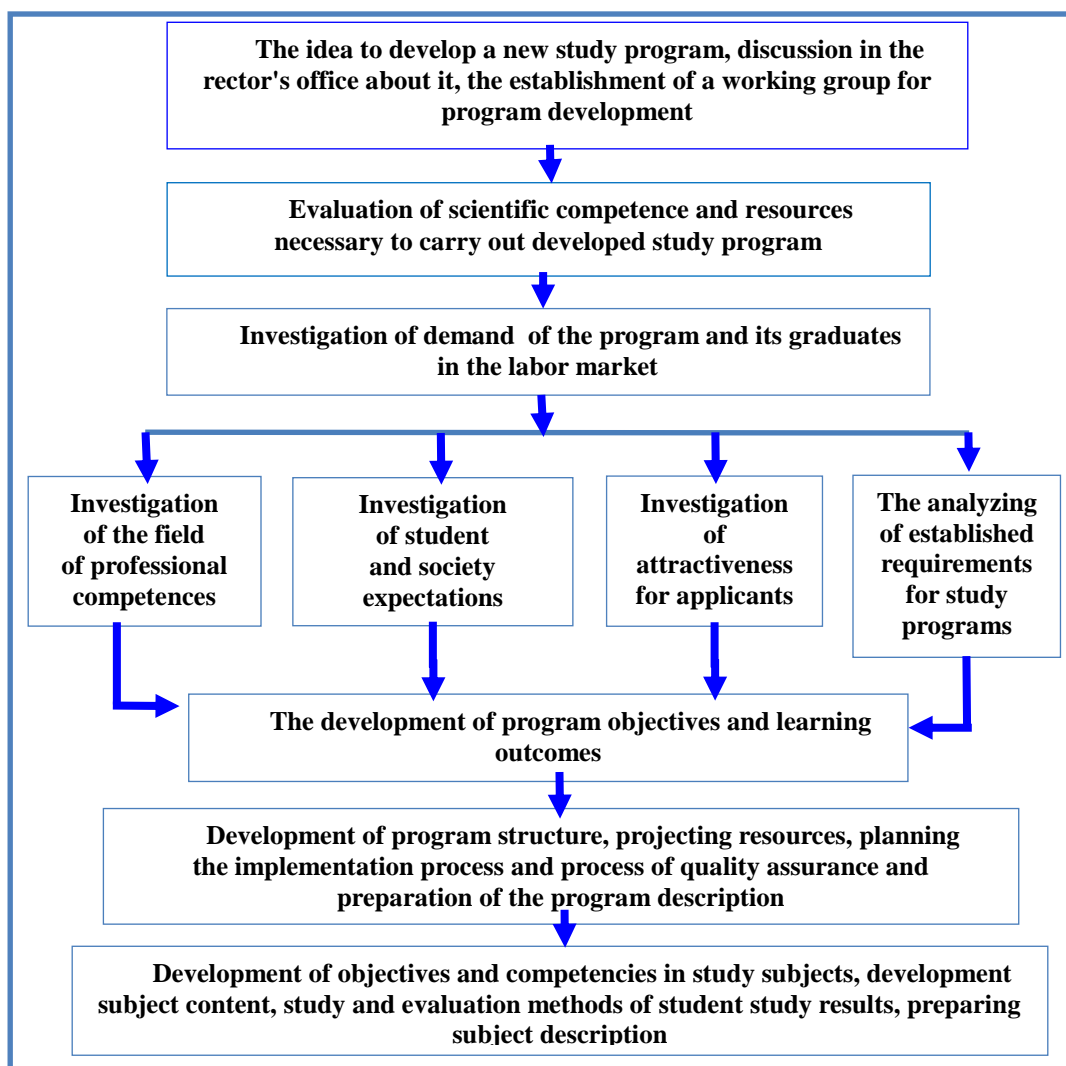 The idea to develop a new study program, discussion in the
rector's office about it, the establishment of a working group for
program development
Evaluation of scientific competence and resources
necessary to carry out developed study program
Investigation of demand of the program and its graduates
in the labor market
Investigation
of the field
of professional
competences
Investigation
of student
and society
expectations
Investigation
of
attractiveness
for applicants
The analyzing
of established
requirements
for study
programs
The development of program objectives and learning
outcomes
Development of program structure, projecting resources, planning
the implementation process and process of quality assurance and
preparation of the program description
Development of objectives and competencies in study subjects, development
subject content, study and evaluation methods of student study results, preparing
subject description